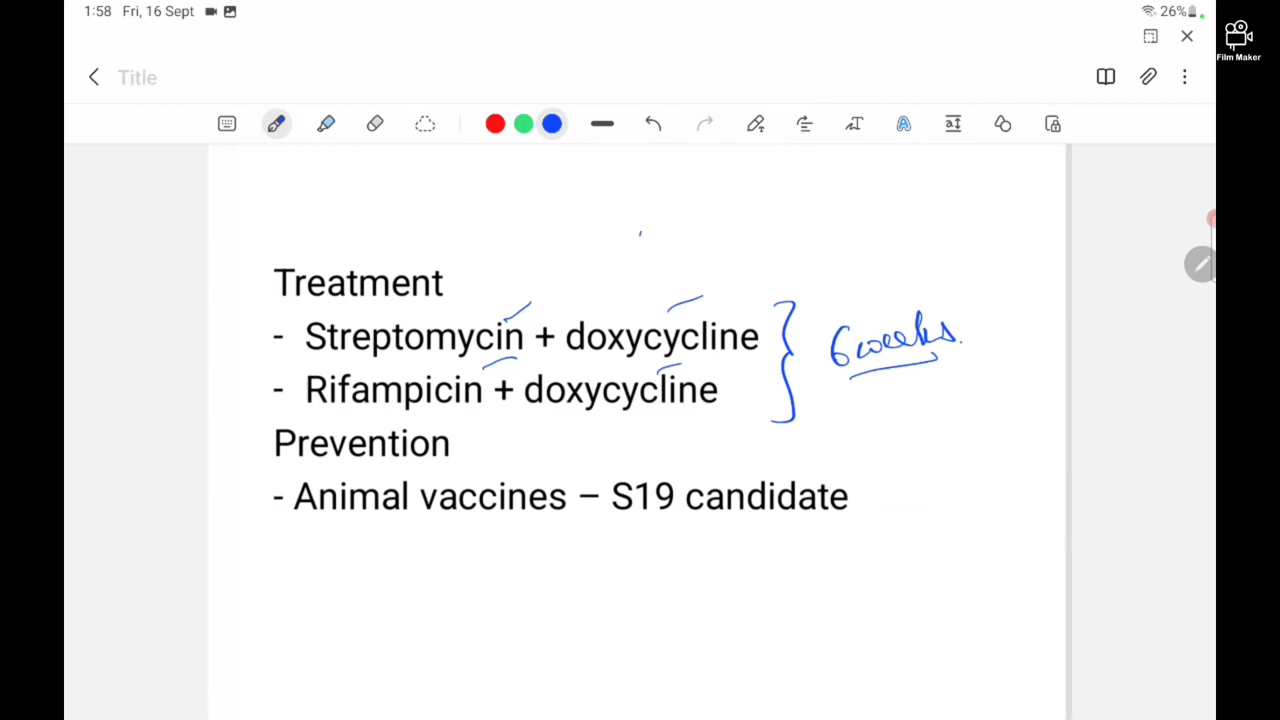 1:58 Fri, 16 Sept
26%
Film Maker
Title
Treatment
- Streptomycin + doxycycline
6 weeks.
- Rifampicin + doxycycline
Prevention
- Animal vaccines – S19 candidate